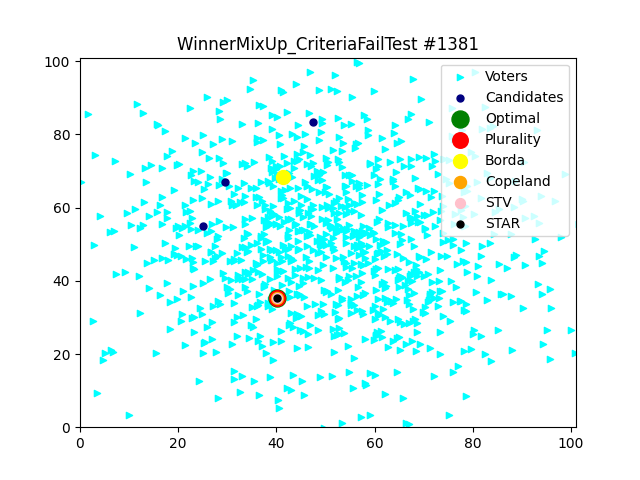 WinnerMixUp_CriteriaFailTest #1381
100
80
60
40
20
0
0 20 40 60 80 100
Voters
Candidates
Optimal
Plurality
Borda
Copeland
STV
STAR